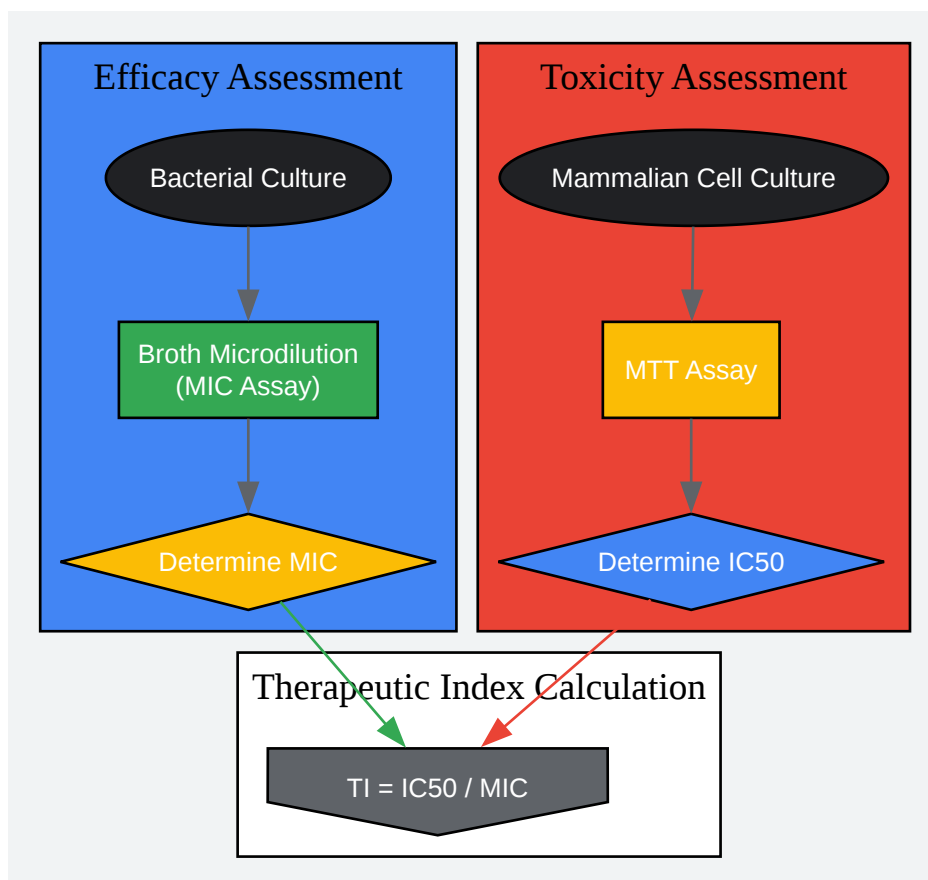 Efficacy Assessment
Bacterial Culture
Broth Microdilution
(MIC Assay)
Determine MIC
Toxicity Assessment
Mammalian Cell Culture
MTT Assay
Determine IC50
Therapeutic Index Calculation
TI = IC50 / MIC